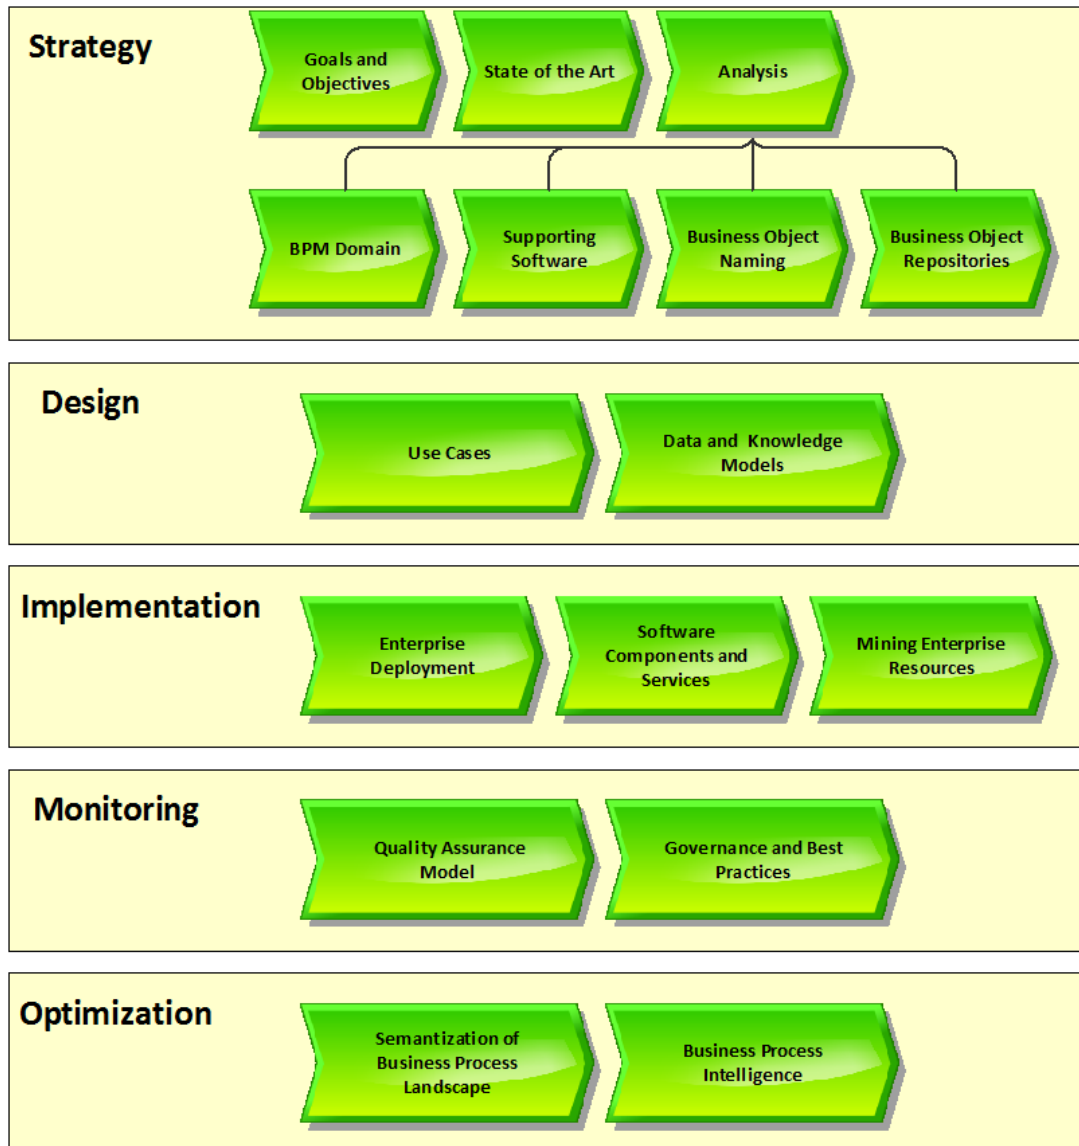 Strategy
Goals and
Objectives
State of the Art
Analysis
BPM Domain
Supporting
Software
Business Object
Naming
Business Object
Repositories
Design
Use Cases
Data and Knowledge
Models
Implementation
Enterprise
Deployment
Software
Components and
Services
Mining Enterprise
Resources
Monitoring
Quality Assurance
Model
Governance and Best
Practices
Optimization
Semantization of
Business Process
Landscape
Business Process
Intelligence